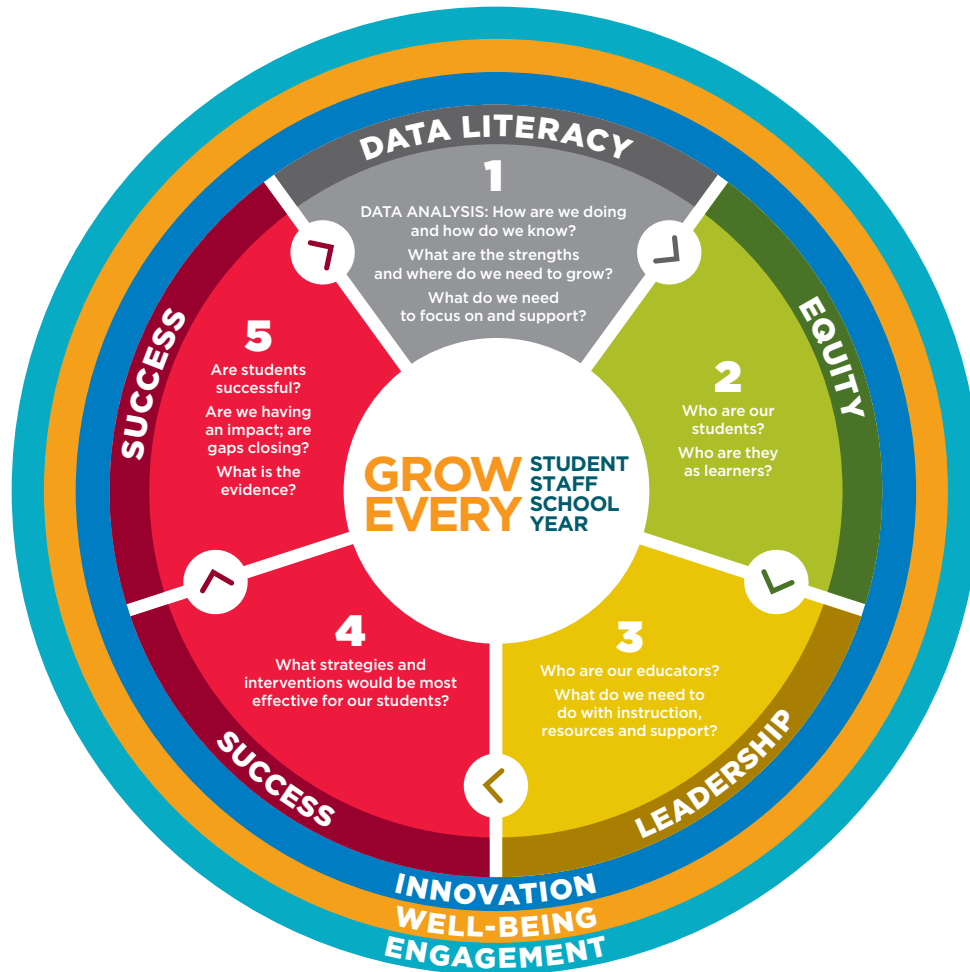 DATA LITERACY
1
DATA ANALYSIS: How are we doing
and how do we know?
What are the strengths
and where do we need to grow?
What do we need
to focus on and support?
EQUITY
2
Who are our
students?
Who are they
as learners?
LEADERSHIP
3
Who are our educators?
What do we need to
do with instruction,
resources and support?
SUCCESS
4
What strategies and
interventions would be most
effective for our students?
SUCCESS
5
Are students
successful?
Are we having
an impact; are
gaps closing?
What is the
evidence?
GROW
EVERY
STUDENT
STAFF
SCHOOL
YEAR
INNOVATION
WELL-BEING
ENGAGEMENT